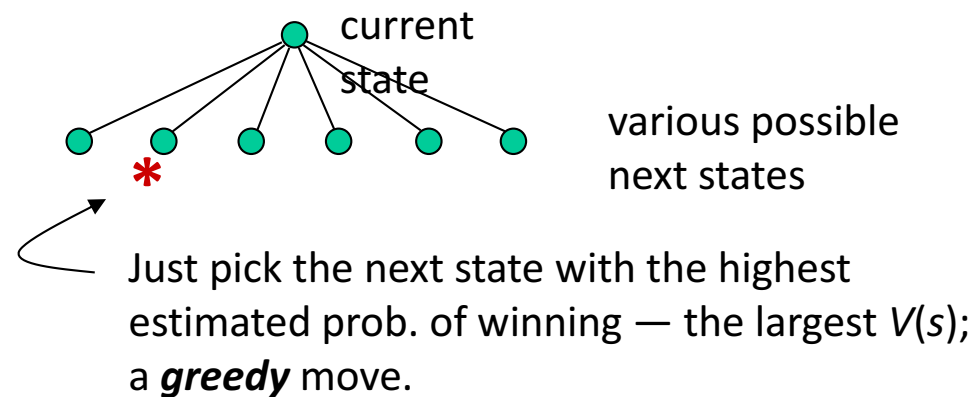 current
state
various possible
next states
*
Just pick the next state with the highest
estimated prob. of winning — the largest V(s);
a greedy move.